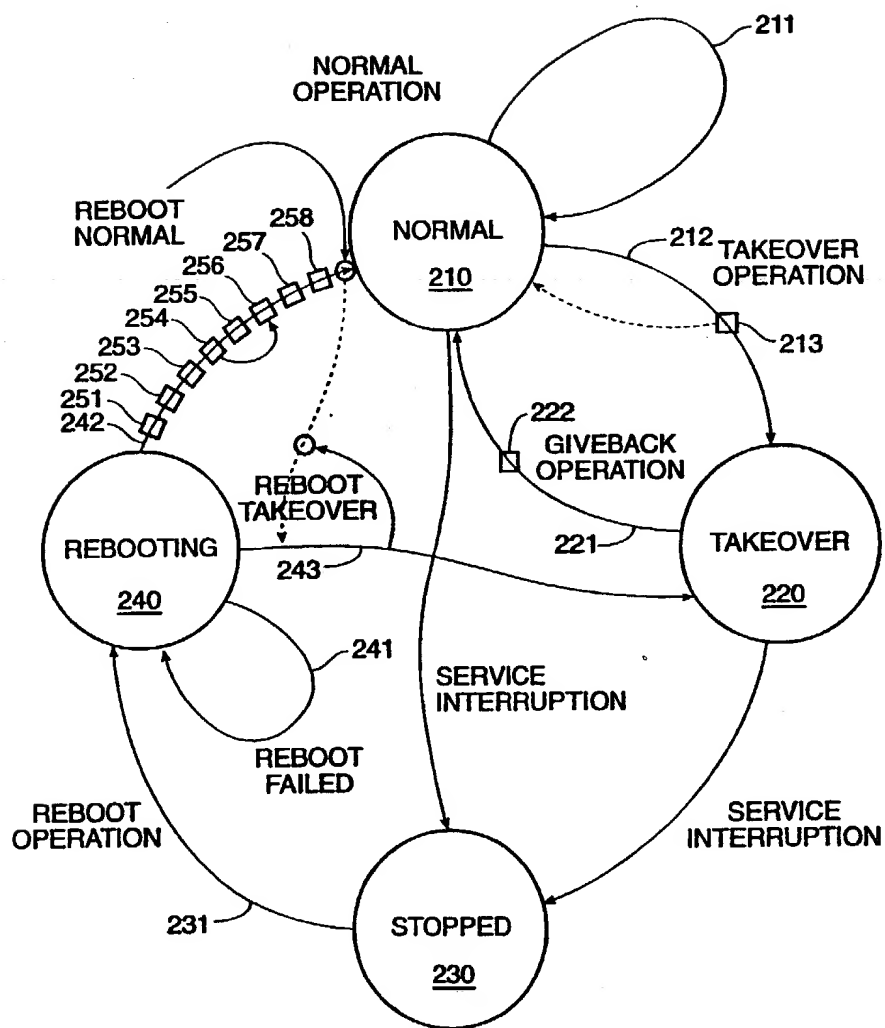 211
NORMAL
OPERATION
REBOOT
NORMAL
258
257
256
255
254
253
252
251
242
NORMAL
210
212
TAKEOVER
OPERATION
213
222
GIVEBACK
OPERATION
REBOOT
TAKEOVER
221
TAKEOVER
220
REBOOTING
240
243
241
SERVICE
INTERRUPTION
REBOOT
FAILED
REBOOT
OPERATION
SERVICE
INTERRUPTION
231
STOPPED
230